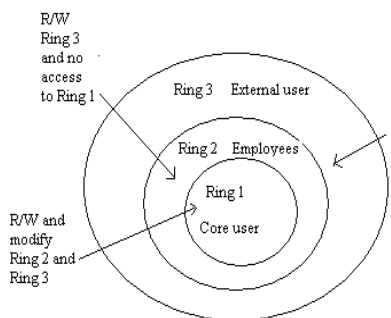 R/W
Ring 3
and no
access
to Ring 1
Ring 3 External user
Ring 2 Employees
Ring 1
Core user
R/W and
modify
Ring 2 and
Ring 3